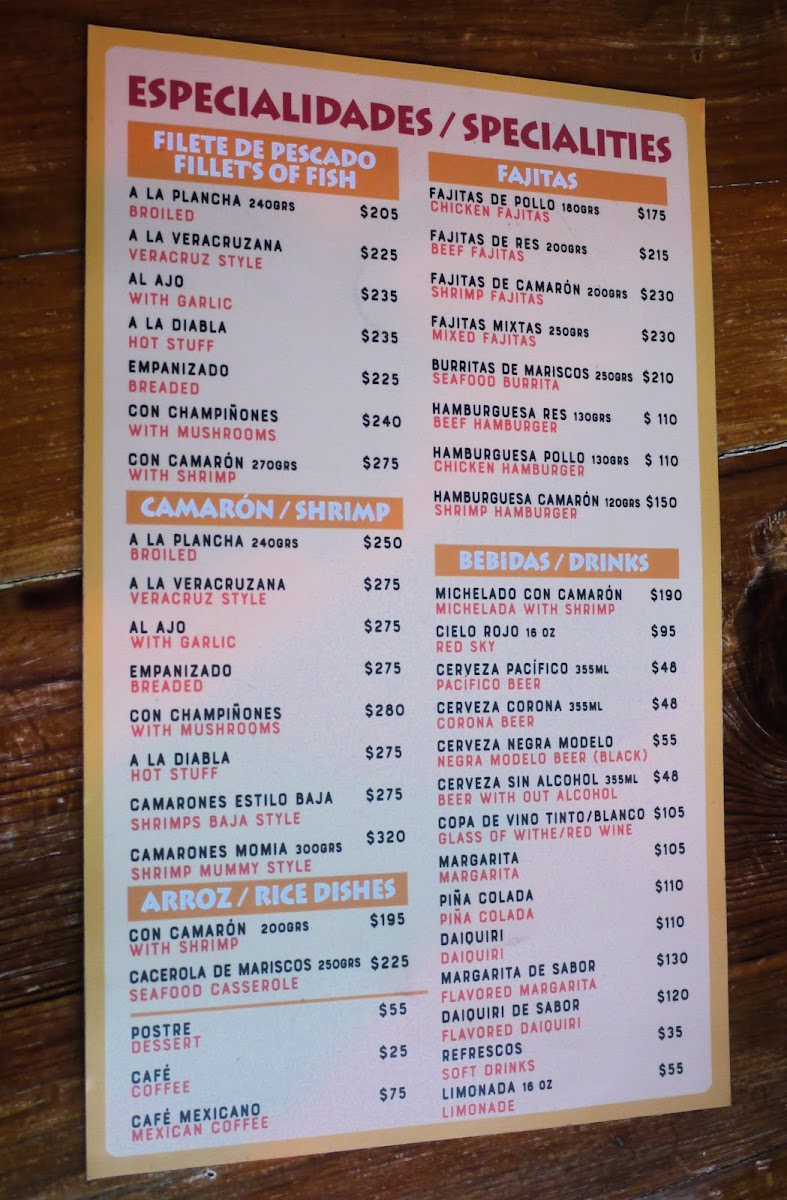 ESPECIALIDADES / SPECIALITIES
FILETE DE PESCADO
FILLET'S OF FISH
A LA PLANCHA 240GRS $205
BROILED
A LA VERACRUZANA $225
VERACRUZ STYLE
AL AJO $235
WITH GARLIC
A LA DIABLA $235
HOT STUFF
EMPANIZADO $225
BREADED
CON CHAMPIÑONES $240
WITH MUSHROOMS
CON CAMARÓN 270GRS $275
WITH SHRIMP
CAMARÓN / SHRIMP
A LA PLANCHA 240GRS $250
BROILED
A LA VERACRUZANA $275
VERACRUZ STYLE
AL AJO $275
WITH GARLIC
EMPANIZADO $275
BREADED
CON CHAMPIÑONES $280
WITH MUSHROOMS
A LA DIABLA $275
HOT STUFF
CAMARONES ESTILO BAJA $275
SHRIMPS BAJA STYLE
CAMARONES MOMIA 300GRS $320
SHRIMP MUMMY STYLE
ARROZ / RICE DISHES
CON CAMARÓN 200GRS $195
WITH SHRIMP
CACEROLA DE MARISCOS 250GRS $225
SEAFOOD CASSEROLE
POSTRE $55
DESSERT
CAFÉ $25
COFFEE
CAFÉ MEXICANO $75
MEXICAN COFFEE
FAJITAS
FAJITAS DE POLLO 180GRS $175
CHICKEN FAJITAS
FAJITAS DE RES 200GRS $215
BEEF FAJITAS
FAJITAS DE CAMARÓN 200GRS $230
SHRIMP FAJITAS
FAJITAS MIXTAS 250GRS $230
MIXED FAJITAS
BURRITAS DE MARISCOS 250GRS $210
SEAFOOD BURRITA
HAMBURGUESA RES 130GRS $ 110
BEEF HAMBURGER
HAMBURGUESA POLLO 130GRS $ 110
CHICKEN HAMBURGER
HAMBURGUESA CAMARÓN 120GRS $150
SHRIMP HAMBURGER
BEBIDAS / DRINKS
MICHELADO CON CAMARÓN $190
MICHELADA WITH SHRIMP
CIELO ROJO 16 OZ $95
RED SKY
CERVEZA PACÍFICO 355ML $48
PACÍFICO BEER
CERVEZA CORONA 355ML $48
CORONA BEER
CERVEZA NEGRA MODELO $55
NEGRA MODELO BEER (BLACK)
CERVEZA SIN ALCOHOL 355ML $48
BEER WITH OUT ALCOHOL
COPA DE VINO TINTO/BLANCO $105
GLASS OF WITHE/RED WINE
MARGARITA $105
MARGARITA
PIÑA COLADA $110
PIÑA COLADA
DAIQUIRI $110
DAIQUIRI
MARGARITA DE SABOR $130
FLAVORED MARGARITA
DAIQUIRI DE SABOR $120
FLAVORED DAIQUIRI
REFRESCOS $35
SOFT DRINKS
LIMONADA 16 OZ $55
LIMONADE